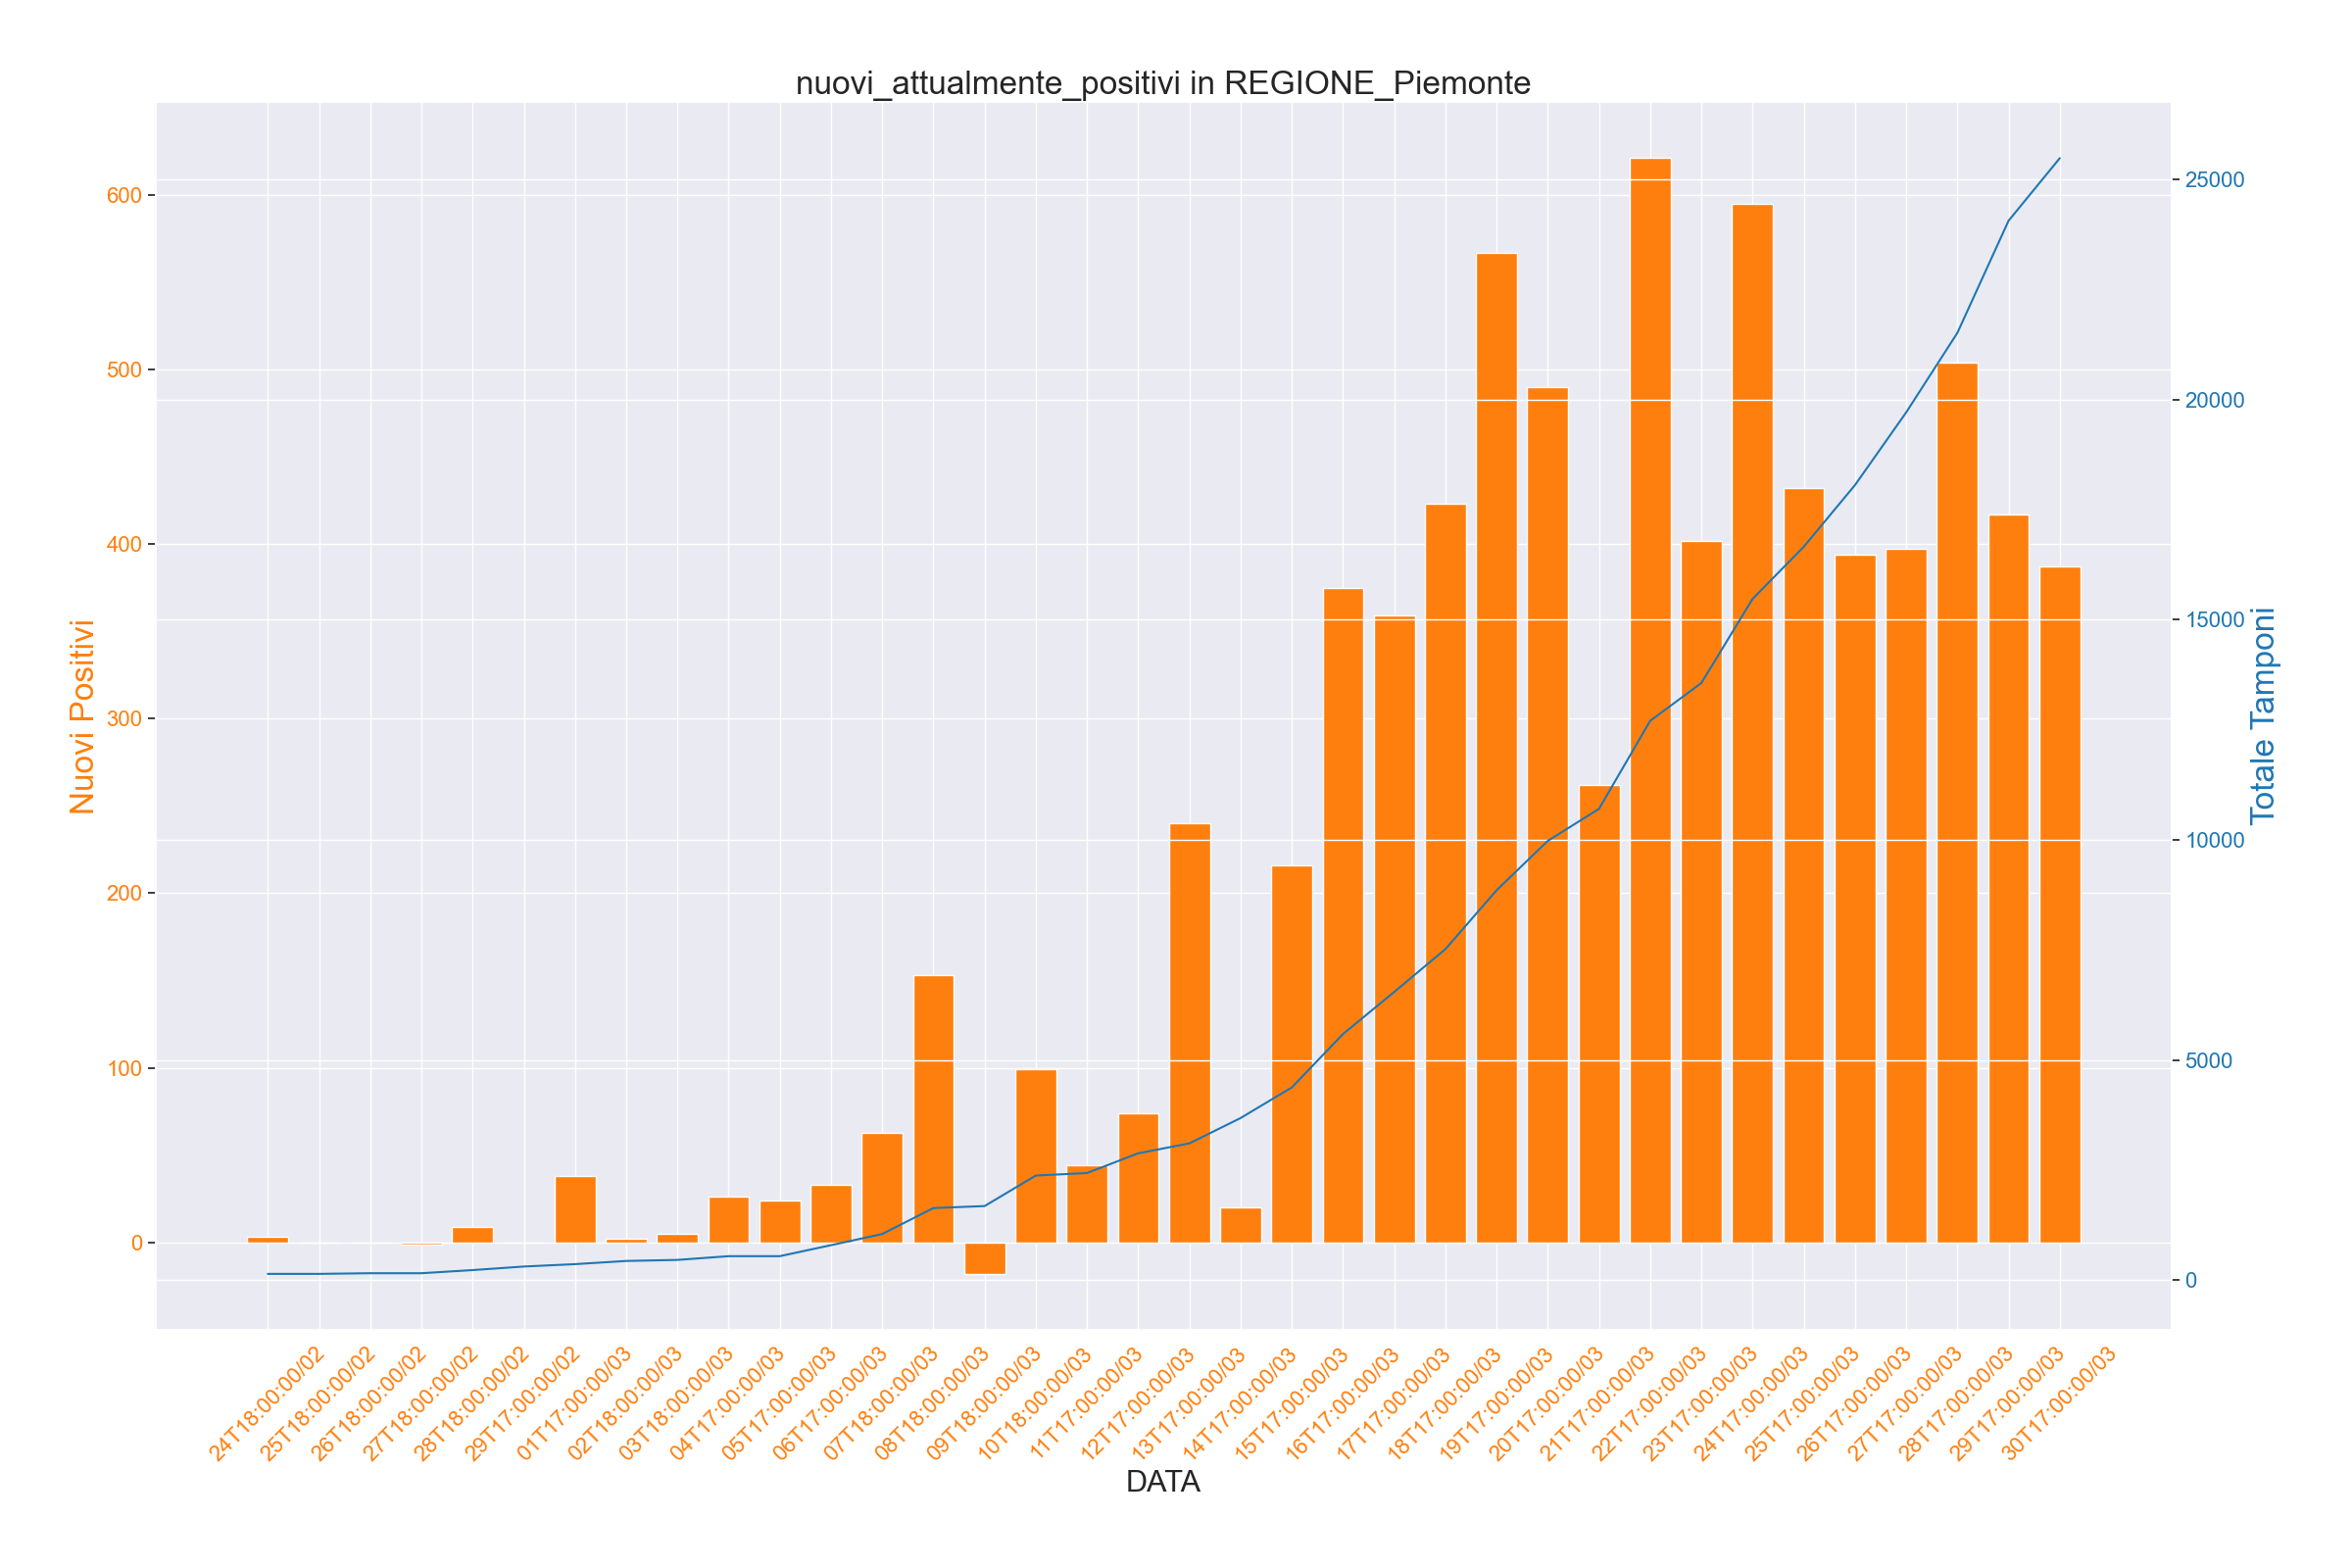 nuovi_attualmente_positivi in REGIONE_Piemonte
Nuovi Positivi
600
500
400
300
200
100
0
Totale Tamponi
25000
20000
15000
10000
5000
0
24T18:00:00/02
25T18:00:00/02
26T18:00:00/02
27T18:00:00/02
28T18:00:00/02
29T17:00:00/02
01T17:00:00/03
02T18:00:00/03
03T18:00:00/03
04T17:00:00/03
05T17:00:00/03
06T17:00:00/03
07T18:00:00/03
08T18:00:00/03
09T18:00:00/03
10T18:00:00/03
11T17:00:00/03
12T17:00:00/03
13T17:00:00/03
14T17:00:00/03
15T17:00:00/03
16T17:00:00/03
17T17:00:00/03
18T17:00:00/03
19T17:00:00/03
20T17:00:00/03
21T17:00:00/03
22T17:00:00/03
23T17:00:00/03
24T17:00:00/03
25T17:00:00/03
26T17:00:00/03
27T17:00:00/03
28T17:00:00/03
29T17:00:00/03
30T17:00:00/03
DATA